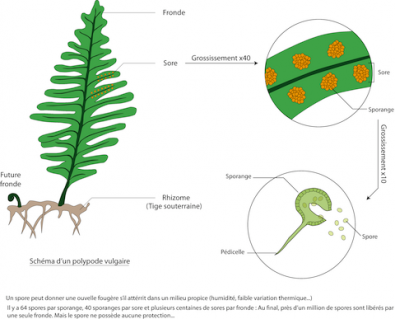 Fronde
Sore
Grossissement x40
Sore
Sporange
Grossissement x10
Future
fronde
Rhizome
(Tige souterraine)
Sporange
Spore
Pédicelle
Schéma d'un polypode vulgaire
Un spore peut donner une ouvelle fougère s'il attérrit dans un milieu propice (humidité, faible variation thermique...)
Il y a 64 spores par sporange, 40 sporanges par sore et plusieurs centaines de sores par fronde : Au final, près d'un million de spores sont libérés par
une seule fronde. Mais le spore ne possède aucune protection...